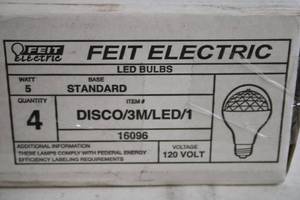 FEIT
Electric
FEIT ELECTRIC
LED BULBS
WATT
5
BASE
STANDARD
QUANTITY
4
ITEM #
DISCO/3M/LED/1
16096
ADDITIONAL INFORMATION
THESE LAMPS COMPLY WITH FEDERAL ENERGY
EFFICIENCY LABELING REQUIREMENTS
VOLTAGE
120 VOLT